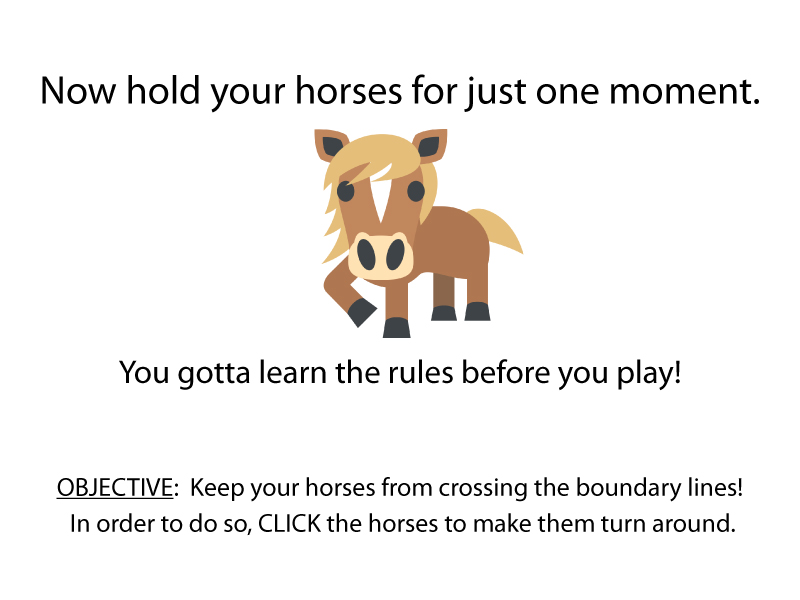 Now hold your horses for just one moment.
You gotta learn the rules before you play!
OBJECTIVE:  Keep your horses from crossing the boundary lines!
In order to do so, CLICK the horses to make them turn around.